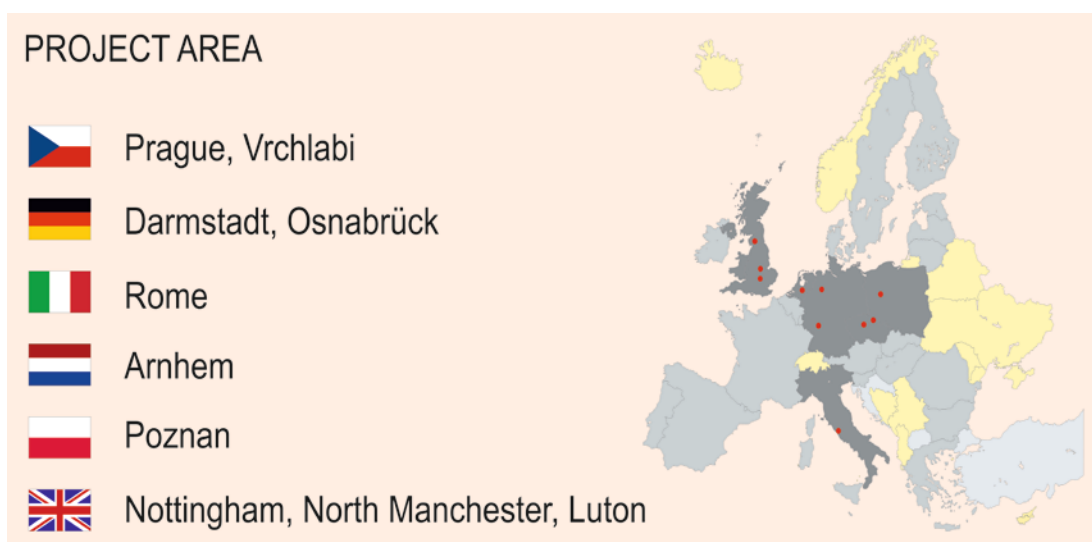 PROJECT AREA
Prague, Vrchlabi
Darmstadt, Osnabrück
Rome
Arnhem
Poznan
Nottingham, North Manchester, Luton